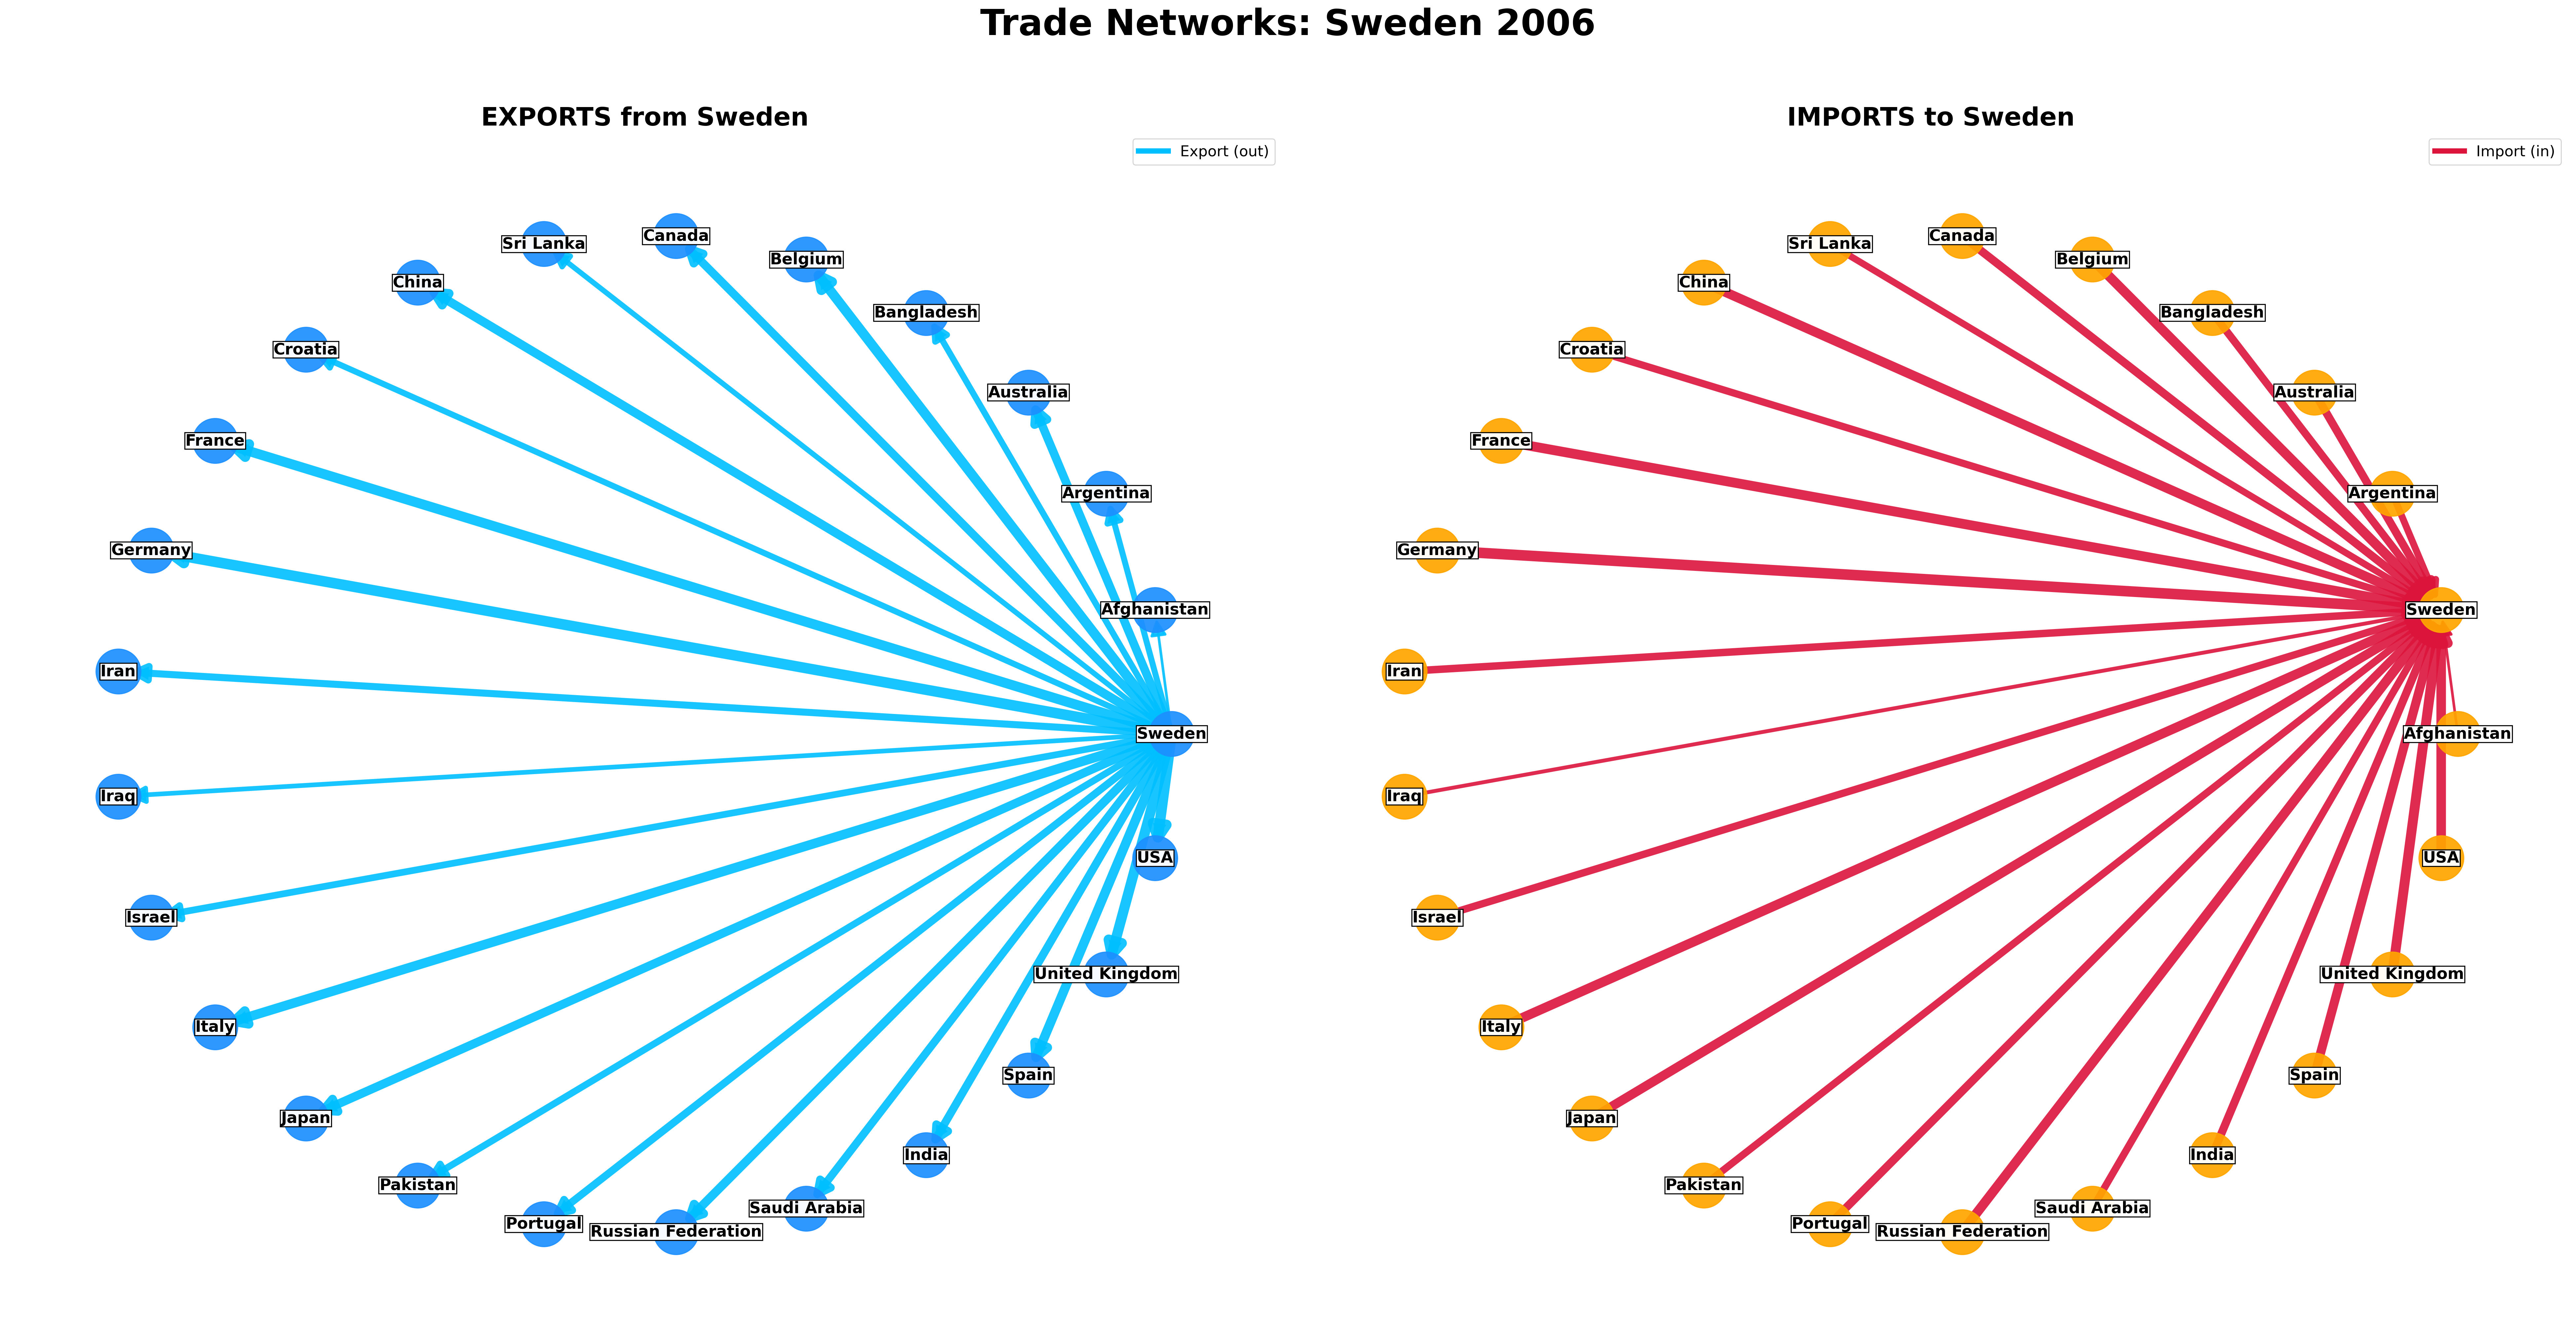 Trade Networks: Sweden 2006
EXPORTS from Sweden
Export (out)
Canada
Sri Lanka
Belgium
China
Bangladesh
Croatia
Australia
France
Argentina
Germany
Afghanistan
Iran
Sweden
Iraq
USA
Israel
United Kingdom
Italy
Spain
Japan
India
Pakistan
Saudi Arabia
Portugal
Russian Federation
IMPORTS to Sweden
Import (in)
Canada
Sri Lanka
Belgium
China
Bangladesh
Croatia
Australia
France
Argentina
Germany
Sweden
Iran
Afghanistan
Iraq
USA
Israel
United Kingdom
Italy
Spain
Japan
India
Pakistan
Saudi Arabia
Portugal
Russian Federation